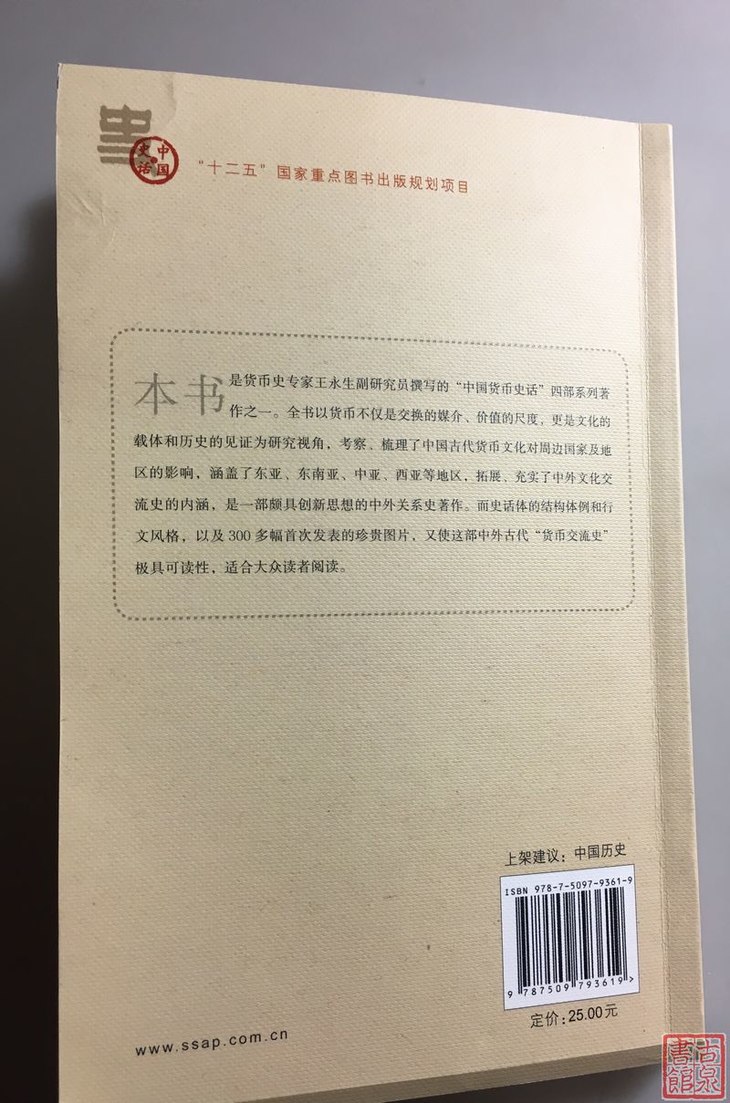 史
中国
史话
“十二五”国家重点图书出版规划项目
本书是货币史专家王永生副研究员撰写的“中国货币史话”四部系列著
作之一。全书以货币不仅是交换的媒介、价值的尺度，更是文化的
载体和历史的见证为研究视角，考察、梳理了中国古代货币文化对周边国家及地
区的影响，涵盖了东亚、东南亚、中亚、西亚等地区，拓展、充实了中外文化交
流史的内涵，是一部颇具创新思想的中外关系史著作。而史话体的结构体例和行
文风格，以及300多幅首次发表的珍贵图片，又使这部中外古代“货币交流史”
极具可读性，适合大众读者阅读。
上架建议：中国历史
ISBN 978-7-5097-9361-9
9 787509 793619 >
定价：25.00元
www.ssap.com.cn
古泉
書館